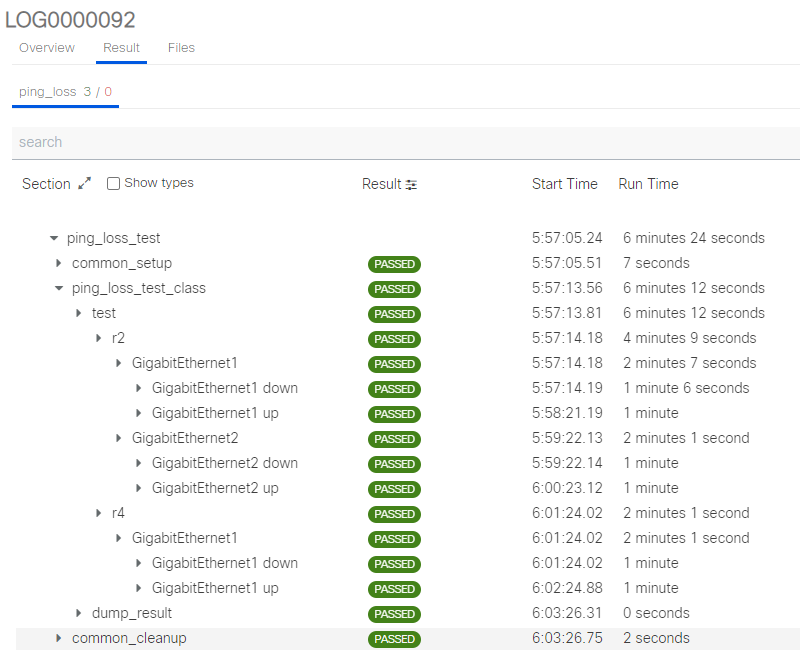 LOG0000092
Overview Result Files
ping_loss 3 / 0
search
Section Show types Result Start Time Run Time
ping_loss_test 5:57:05.24 6 minutes 24 seconds
common_setup PASSED 5:57:05.51 7 seconds
ping_loss_test_class PASSED 5:57:13.56 6 minutes 12 seconds
test PASSED 5:57:13.81 6 minutes 12 seconds
r2 PASSED 5:57:14.18 4 minutes 9 seconds
GigabitEthernet1 PASSED 5:57:14.18 2 minutes 7 seconds
GigabitEthernet1 down PASSED 5:57:14.19 1 minute 6 seconds
GigabitEthernet1 up PASSED 5:58:21.19 1 minute
GigabitEthernet2 PASSED 5:59:22.13 2 minutes 1 second
GigabitEthernet2 down PASSED 5:59:22.14 1 minute
GigabitEthernet2 up PASSED 6:00:23.12 1 minute
r4 PASSED 6:01:24.02 2 minutes 1 second
GigabitEthernet1 PASSED 6:01:24.02 2 minutes 1 second
GigabitEthernet1 down PASSED 6:01:24.02 1 minute
GigabitEthernet1 up PASSED 6:02:24.88 1 minute
dump_result PASSED 6:03:26.31 0 seconds
common_cleanup PASSED 6:03:26.75 2 seconds